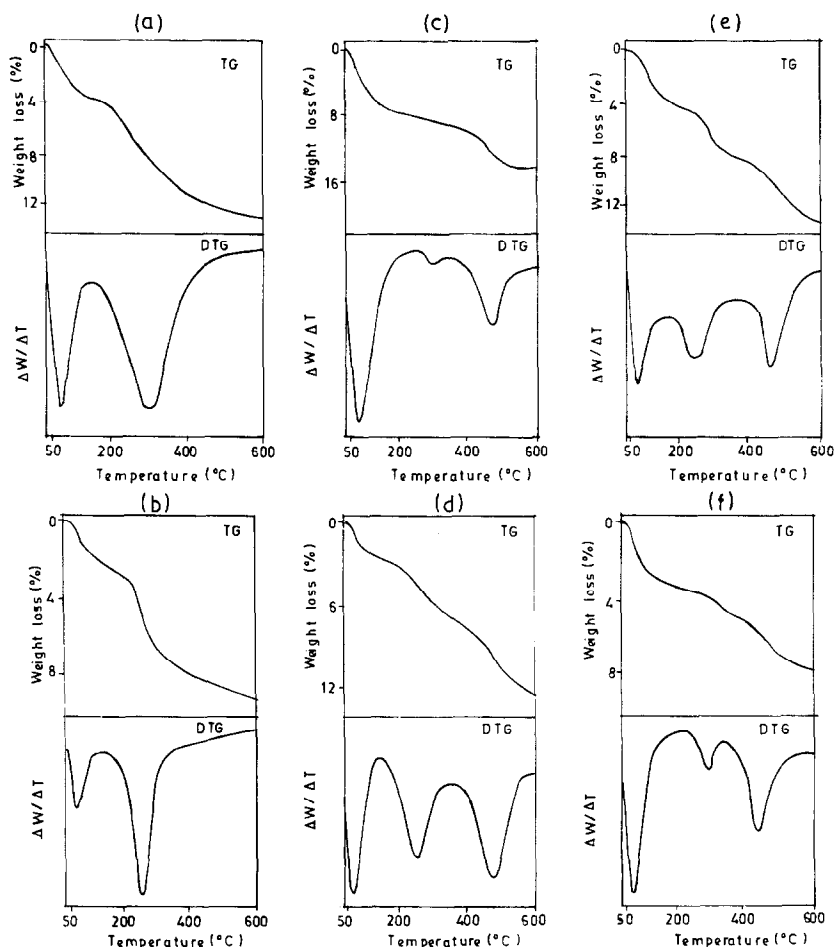 (a)
TG
Weight loss (%)
0
4
8
12
DTG
ΔW/ΔT
50 200 400 600
Temperature (°C)
(c)
TG
Weight loss (%)
0
8
16
DTG
ΔW/ΔT
50 200 400 600
Temperature (°C)
(e)
TG
Weight loss (%)
0
4
8
12
DTG
ΔW/ΔT
50 200 400 600
Temperature (°C)
(b)
TG
Weight loss (%)
0
4
8
DTG
ΔW/ΔT
50 200 400 600
Temperature (°C)
(d)
TG
Weight loss (%)
0
6
12
DTG
ΔW/ΔT
50 200 400 600
Temperature (°C)
(f)
TG
Weight loss (%)
0
4
8
DTG
ΔW/ΔT
50 200 400 600
Temperature (°C)